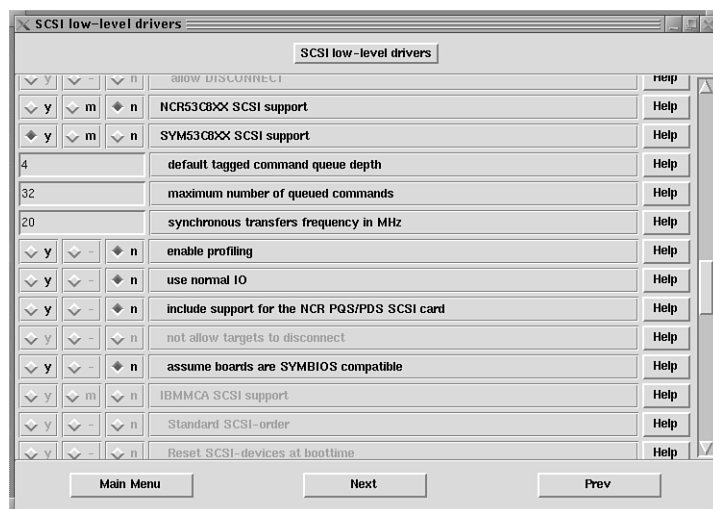 SCSI low-level drivers
SCSI low-level drivers
y - n allow DISCONNECT Help
y m n NCR53C8XX SCSI support Help
y m n SYM53C8XX SCSI support Help
4 default tagged command queue depth Help
32 maximum number of queued commands Help
20 synchronous transfers frequency in MHz Help
y - n enable profiling Help
y - n use normal IO Help
y - n include support for the NCR PQS/PDS SCSI card Help
y - n not allow targets to disconnect Help
y - n assume boards are SYMBIOS compatible Help
y m n IBMMCA SCSI support Help
y - n Standard SCSI-order Help
y - n Reset SCSI-devices at boottime Help
Main Menu Next Prev